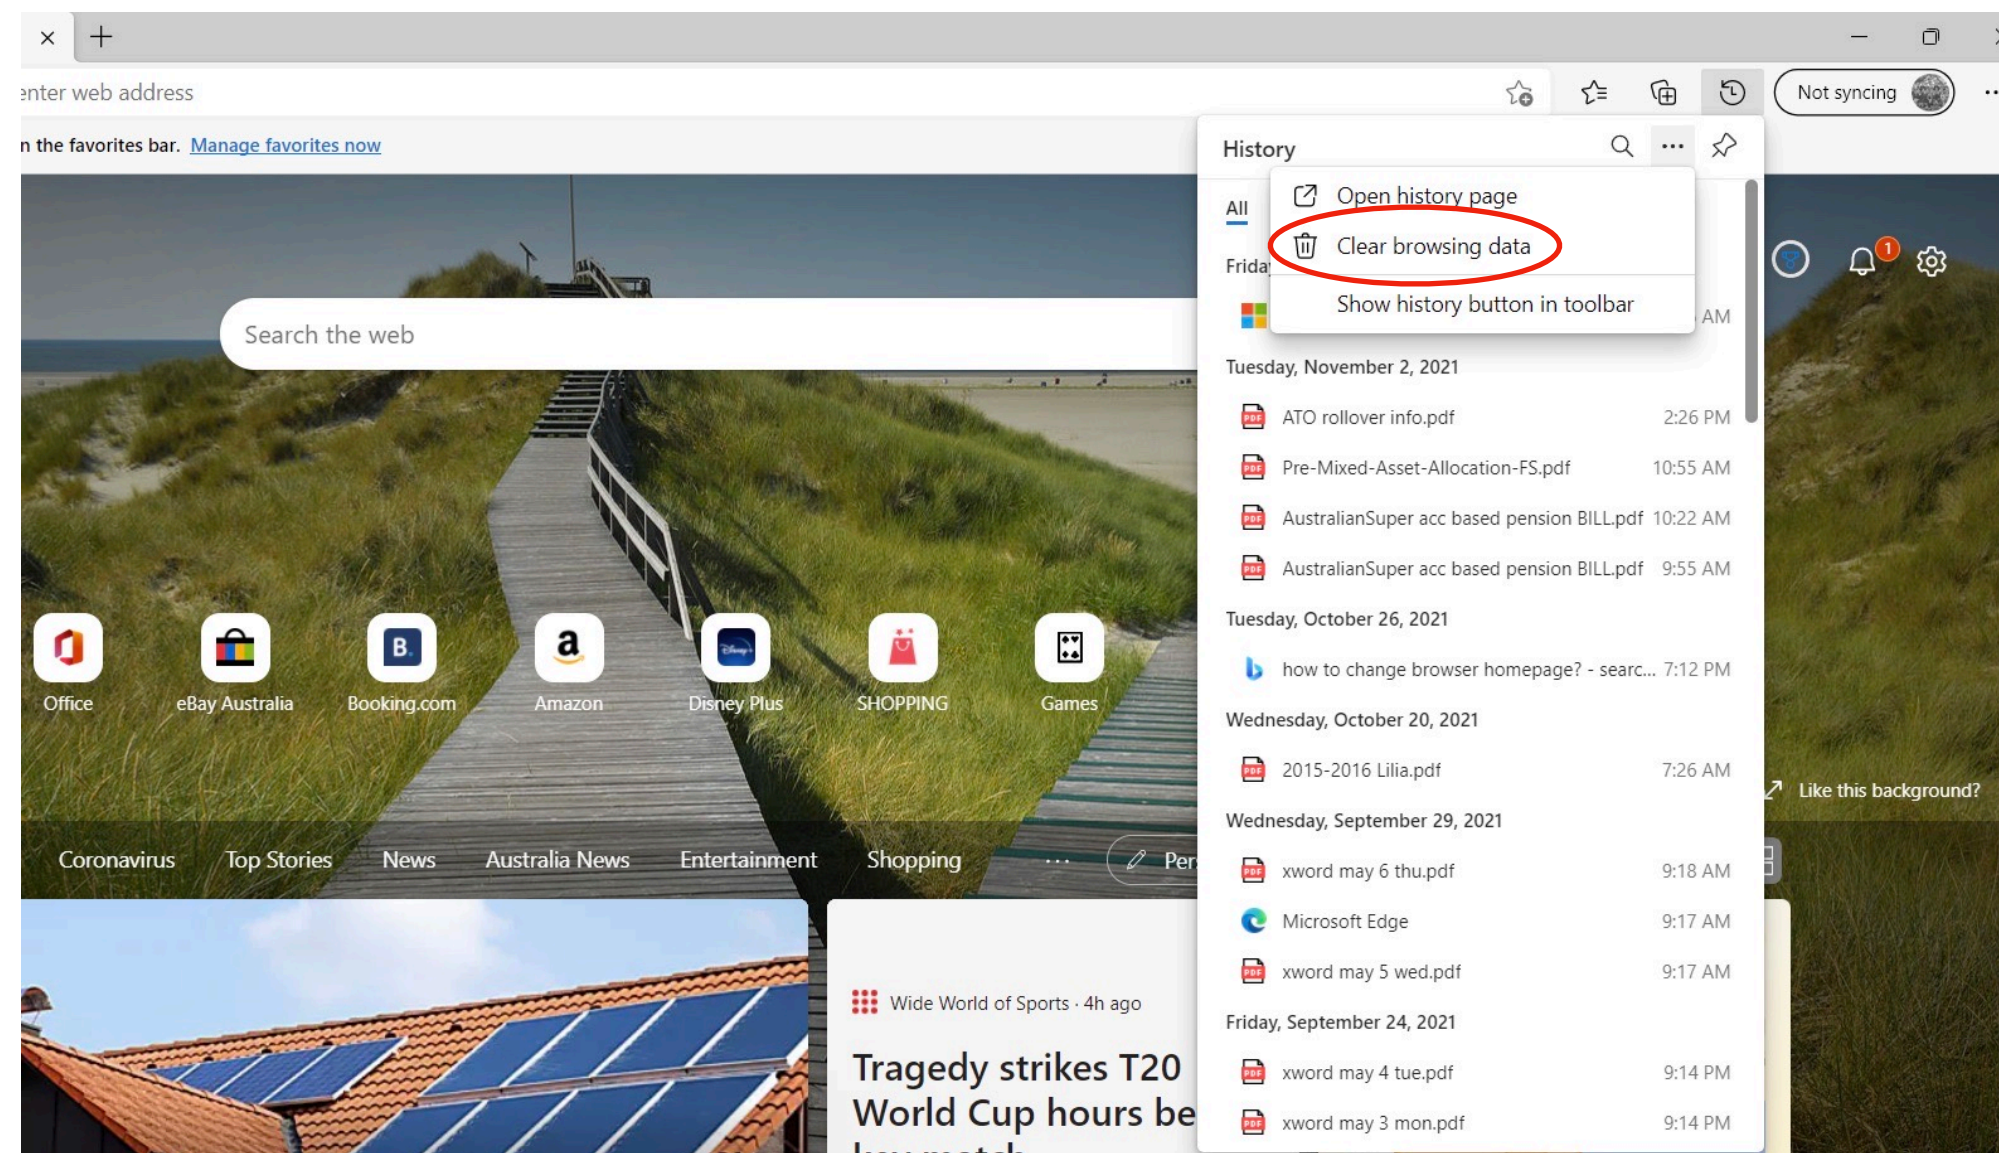 enter web address
Not syncing
n the favorites bar. Manage favorites now
History
Open history page
All
Clear browsing data
Frida
Show history button in toolbar
AM
1
Search the web
Tuesday, November 2, 2021
ATO rollover info.pdf 2:26 PM
Pre-Mixed-Asset-Allocation-FS.pdf 10:55 AM
AustralianSuper acc based pension BILL.pdf 10:22 AM
AustralianSuper acc based pension BILL.pdf 9:55 AM
Tuesday, October 26, 2021
how to change browser homepage? - searc... 7:12 PM
Wednesday, October 20, 2021
2015-2016 Lilia.pdf 7:26 AM
Wednesday, September 29, 2021
xword may 6 thu.pdf 9:18 AM
Microsoft Edge 9:17 AM
xword may 5 wed.pdf 9:17 AM
Friday, September 24, 2021
xword may 4 tue.pdf 9:14 PM
xword may 3 mon.pdf 9:14 PM
B.
a
Disney+
Office eBay Australia Booking.com Amazon Disney Plus SHOPPING Games
Like this background?
Coronavirus Top Stories News Australia News Entertainment Shopping ... Pers
Wide World of Sports · 4h ago
Tragedy strikes T20
World Cup hours be